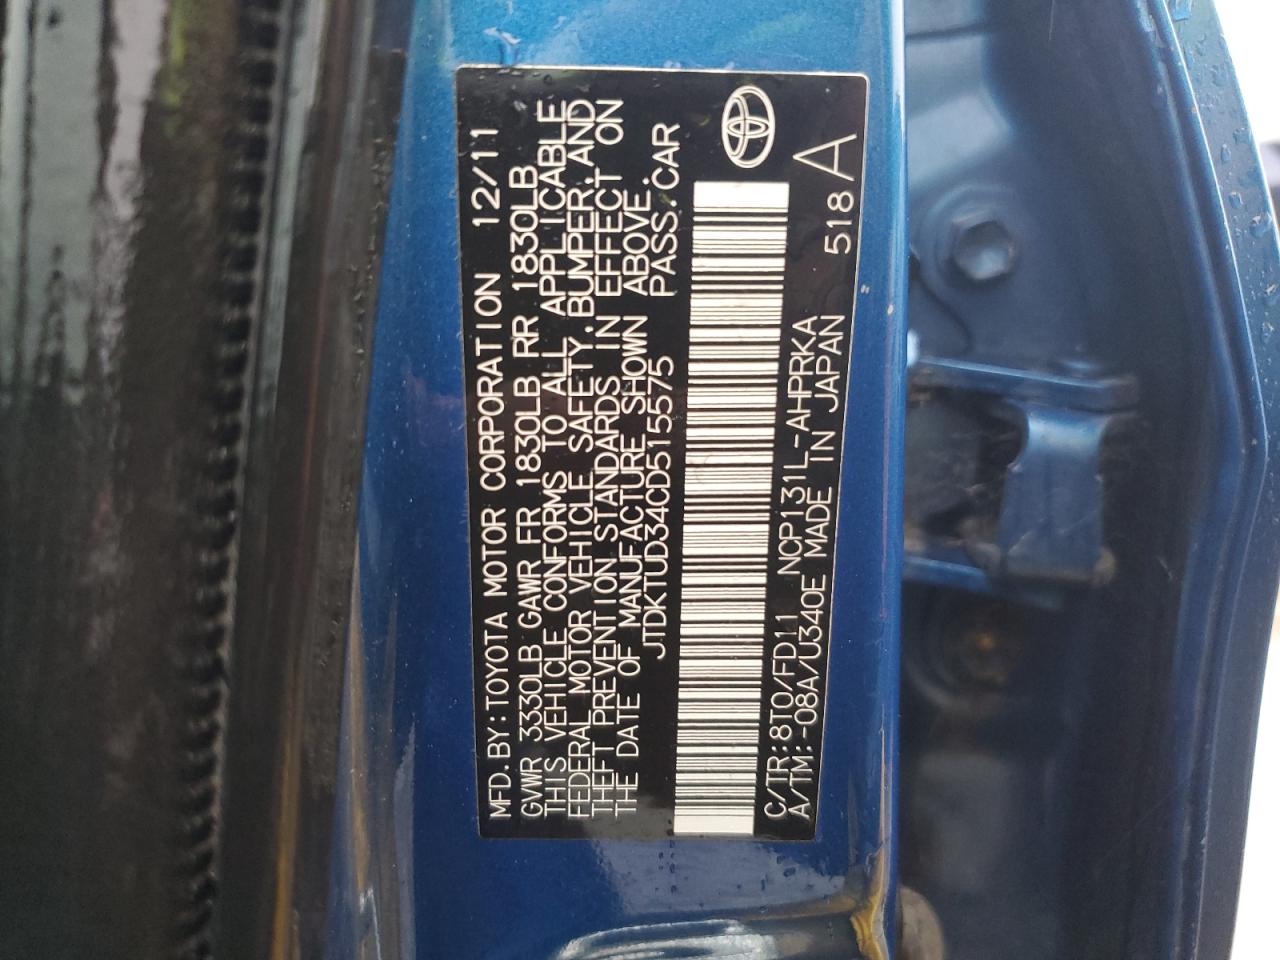 MFD.BY:TOYOTA MOTOR CORPORATION 12/11
GVWR 3330LB GAWR FR 1830LB RR 1830LB
THIS VEHICLE CONFORMS TO ALL APPLICABLE
FEDERAL MOTOR VEHICLE SAFETY,BUMPER,AND
THEFT PREVENTION STANDARDS IN EFFECT ON
THE DATE OF MANUFACTURE SHOWN ABOVE.
JTDKTUD34CD515575 PASS.CAR
C/TR:8T0/FD11 NCP131L-AHPRKA
A/TM:-08A/U340E MADE IN JAPAN 518A